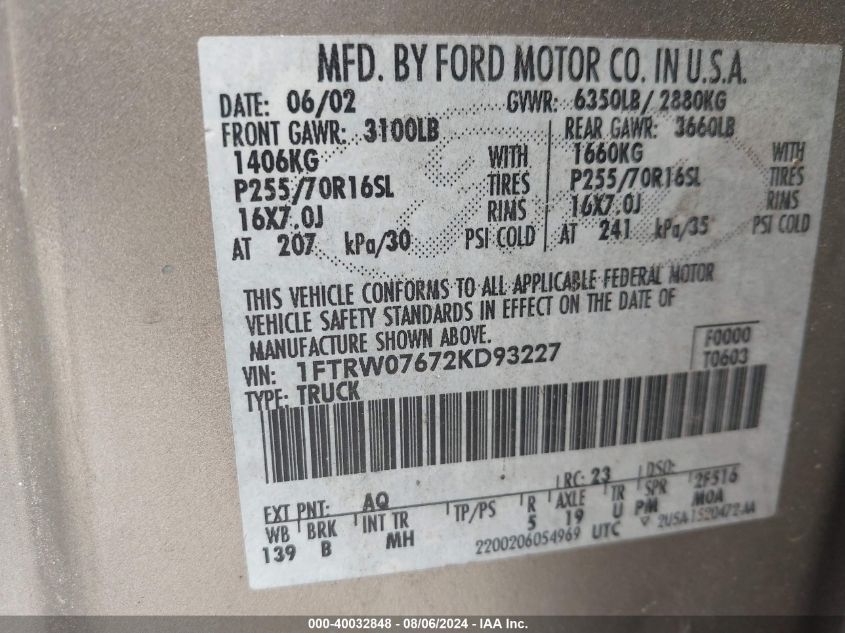 MFD. BY FORD MOTOR CO. IN U.S.A.
DATE: 06/02 GVWR: 6350LB/ 2880KG
FRONT GAWR: 3100LB REAR GAWR: 3660LB
1406KG WITH 1660KG WITH
P255/70R16SL TIRES P255/70R16SL TIRES
16X7.0J RIMS 16X7.0J RIMS
AT 207 kPa/30 PSI COLD AT 241 kPa/35 PSI COLD
THIS VEHICLE CONFORMS TO ALL APPLICABLE FEDERAL MOTOR
VEHICLE SAFETY STANDARDS IN EFFECT ON THE DATE OF
MANUFACTURE SHOWN ABOVE.
VIN: 1FTRW07672KD93227 F0000
TYPE: TRUCK T0603
EXT PNT: AQ RC: 23 DSO: 2F516
WB BRK INT TR TP/PS R AXLE TR SPR MOA
139 B MH 5 19 U PM
2200206054969 UTC ▽ 2U5A 1520472-AA
000-40032848 - 08/06/2024 - IAA Inc.